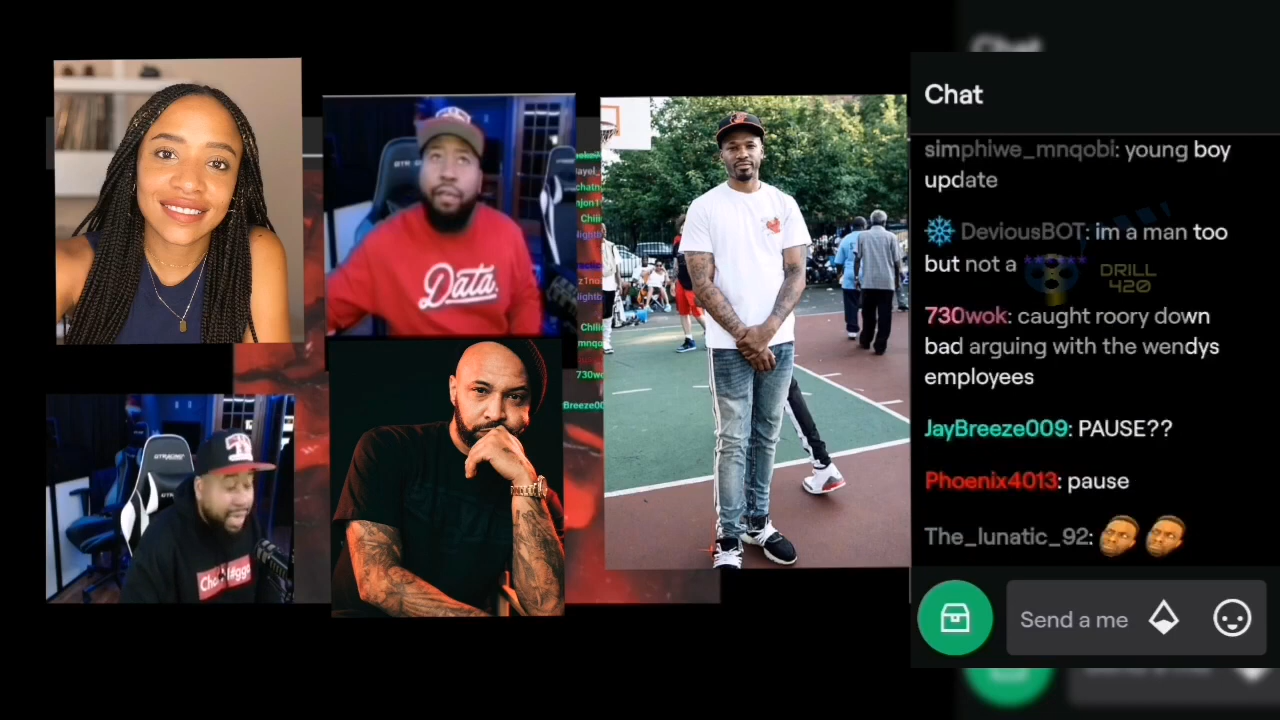 Chat
simphiwe_mnqobi: young boy
update
DeviousBOT: im a man too
but not a *****
DRILL
420
730wok: caught roory down
bad arguing with the wendys
employees
JayBreeze009: PAUSE??
Phoenix4013: pause
The_lunatic_92:
Send a me
Data.
GTRACING